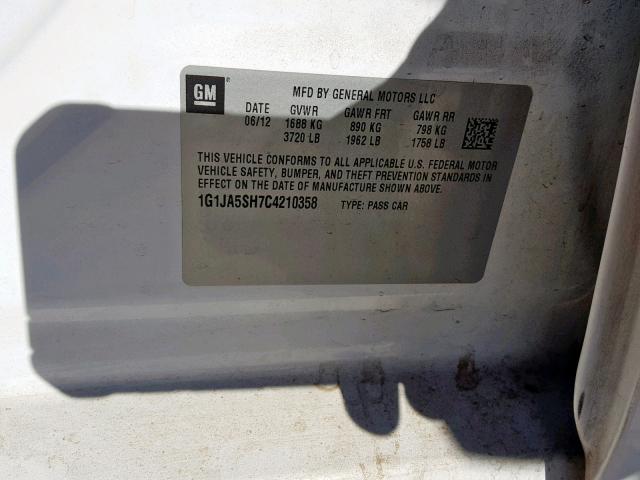 GM
MFD BY GENERAL MOTORS LLC
DATE GVWR GAWR FRT GAWR RR
06/12 1688 KG 890 KG 798 KG
3720 LB 1962 LB 1758 LB
THIS VEHICLE CONFORMS TO ALL APPLICABLE U.S. FEDERAL MOTOR
VEHICLE SAFETY, BUMPER, AND THEFT PREVENTION STANDARDS
IN EFFECT ON THE DATE OF MANUFACTURE SHOWN ABOVE.
1G1JA5SH7C4210358 TYPE: PASS CAR